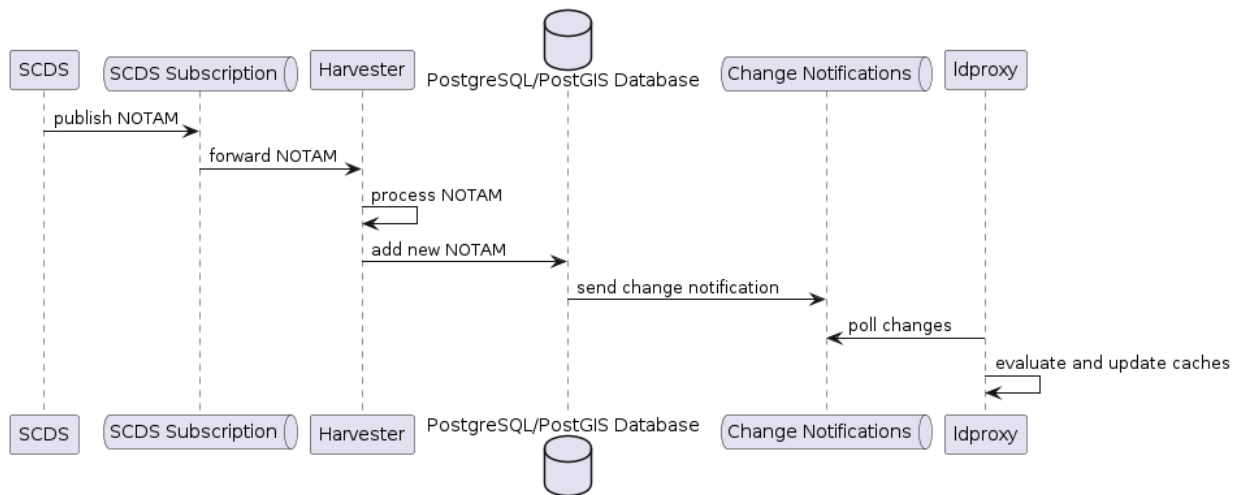 SCDS
SCDS Subscription
Harvester
PostgreSQL/PostGIS Database
Change Notifications
ldproxy
publish NOTAM
forward NOTAM
process NOTAM
add new NOTAM
send change notification
poll changes
evaluate and update caches
SCDS
SCDS Subscription
Harvester
PostgreSQL/PostGIS Database
Change Notifications
ldproxy